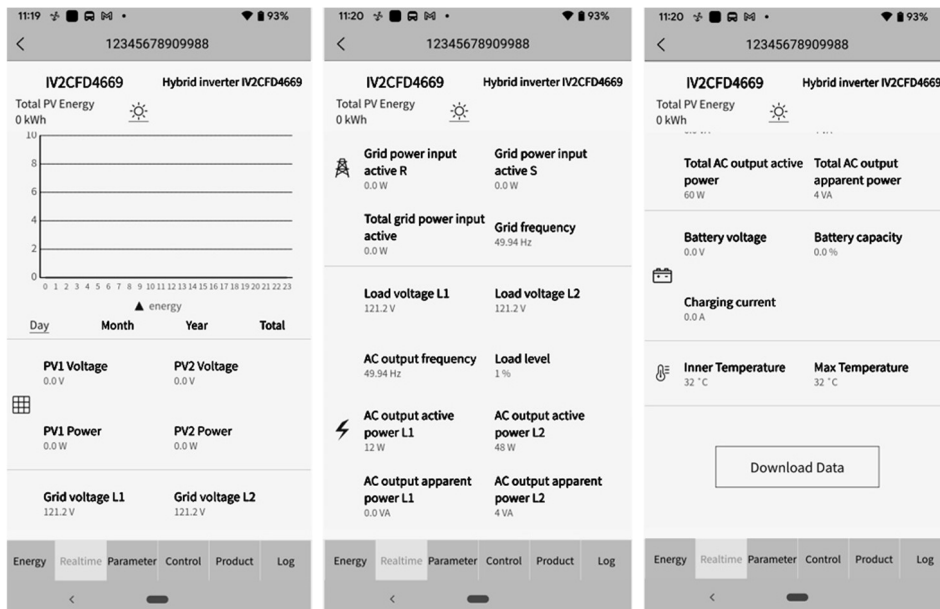 11:19
93%
12345678909988
IV2CFD4669
Hybrid inverter IV2CFD4669
Total PV Energy
0 kWh
10
8
6
4
2
0
0 1 2 3 4 5 6 7 8 9 10 11 12 13 14 15 16 17 18 19 20 21 22 23
energy
Day Month Year Total
PV1 Voltage
0.0 V
PV2 Voltage
0.0 V
PV1 Power
0.0 W
PV2 Power
0.0 W
Grid voltage L1
121.2 V
Grid voltage L2
121.2 V
Energy Realtime Parameter Control Product Log
11:20
93%
12345678909988
IV2CFD4669
Hybrid inverter IV2CFD4669
Total PV Energy
0 kWh
Grid power input
active R
0.0 W
Grid power input
active S
0.0 W
Total grid power input
active
0.0 W
Grid frequency
49.94 Hz
Load voltage L1
121.2 V
Load voltage L2
121.2 V
AC output frequency
49.94 Hz
Load level
1 %
AC output active
power L1
12 W
AC output active
power L2
48 W
AC output apparent
power L1
0.0 VA
AC output apparent
power L2
4 VA
Energy Realtime Parameter Control Product Log
11:20
93%
12345678909988
IV2CFD4669
Hybrid inverter IV2CFD4669
Total PV Energy
0 kWh
Total AC output active
power
60 W
Total AC output
apparent power
4 VA
Battery voltage
0.0 V
Battery capacity
0.0 %
Charging current
0.0 A
Inner Temperature
32 °C
Max Temperature
32 °C
Download Data
Energy Realtime Parameter Control Product Log